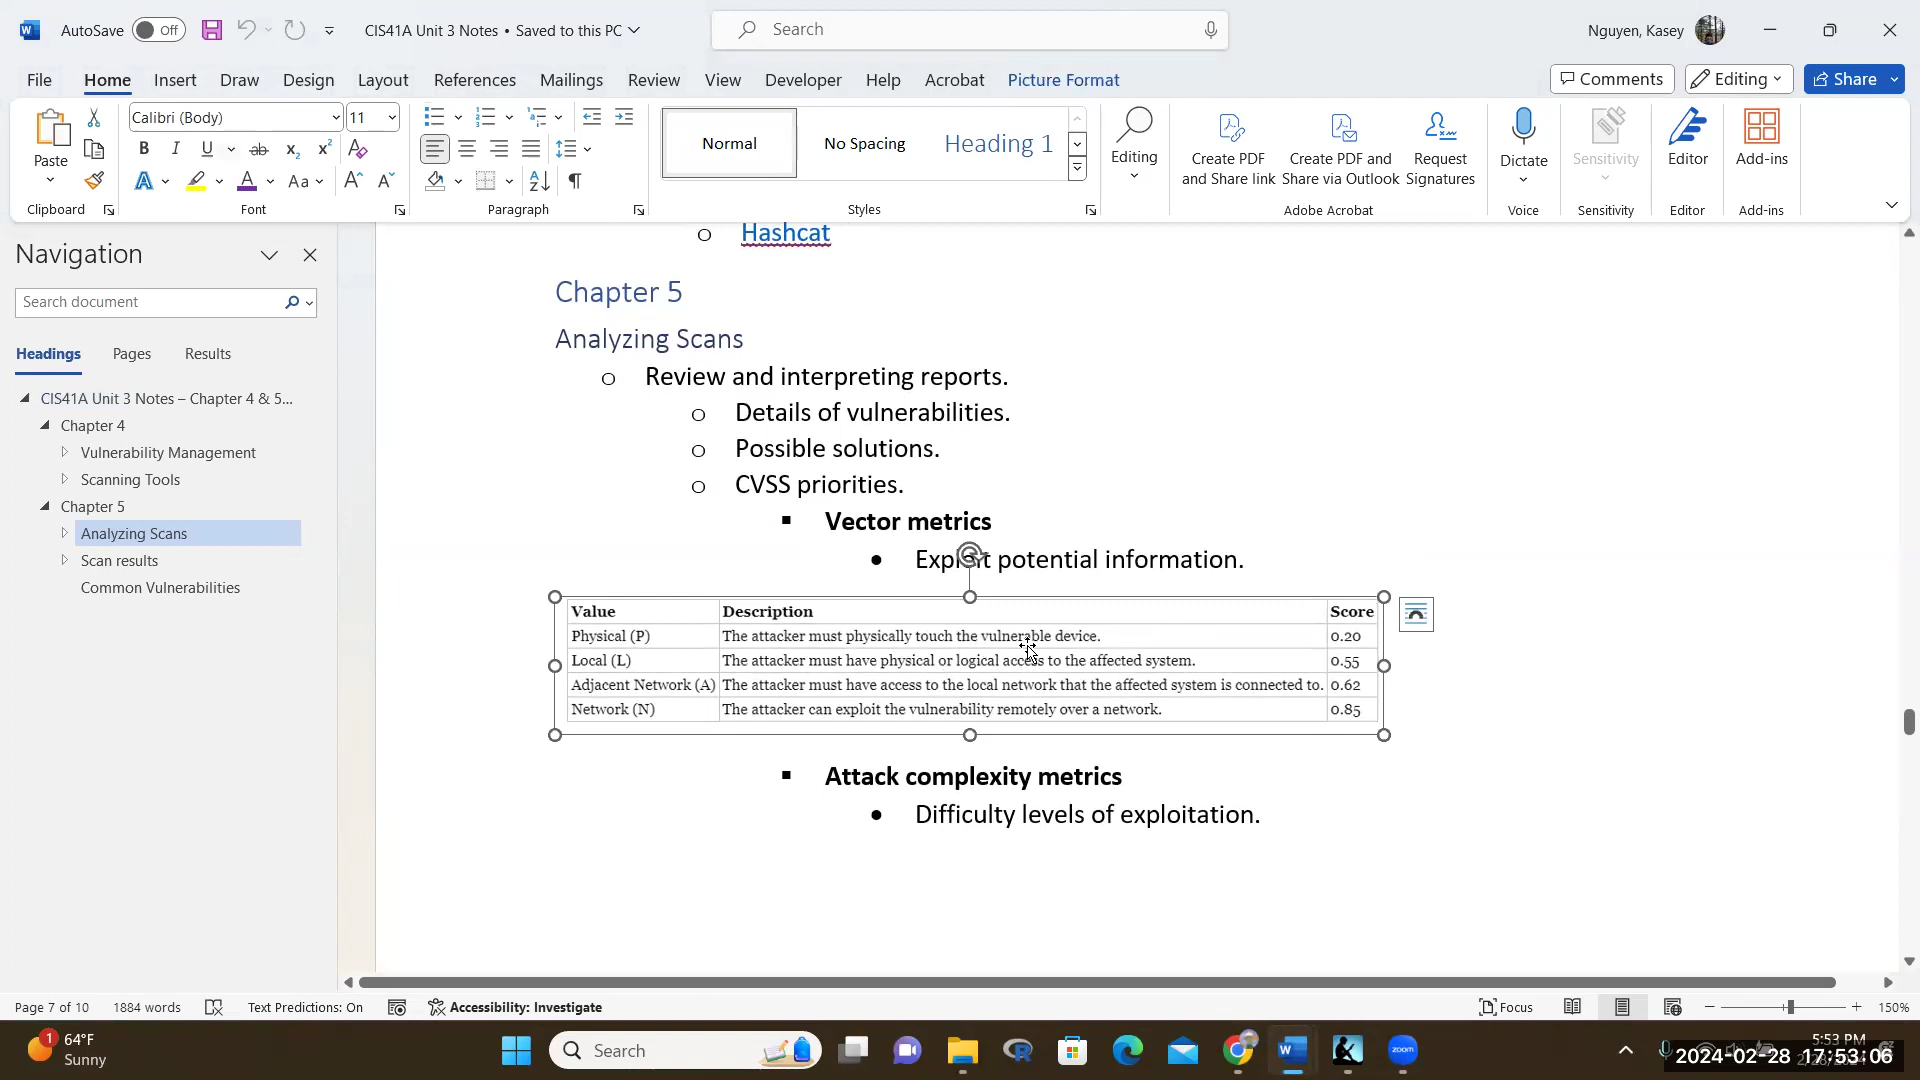 AutoSave Off CIS41A Unit 3 Notes • Saved to this PC Search Nguyen, Kasey
File Home Insert Draw Design Layout References Mailings Review View Developer Help Acrobat Picture Format Comments Editing Share
Paste
Clipboard
Calibri (Body) 11
Font
Paragraph
Normal No Spacing Heading 1
Styles
Editing
Create PDF and Share link
Create PDF and Share via Outlook
Request Signatures
Adobe Acrobat
Dictate
Voice
Sensitivity
Sensitivity
Editor
Editor
Add-ins
Add-ins
Navigation
Search document
Headings Pages Results
CIS41A Unit 3 Notes – Chapter 4 & 5...
Chapter 4
Vulnerability Management
Scanning Tools
Chapter 5
Analyzing Scans
Scan results
Common Vulnerabilities
o Hashcat
Chapter 5
Analyzing Scans
o Review and interpreting reports.
o Details of vulnerabilities.
o Possible solutions.
o CVSS priorities.
▪ Vector metrics
• Exploit potential information.
Value Description Score
Physical (P) The attacker must physically touch the vulnerable device. 0.20
Local (L) The attacker must have physical or logical access to the affected system. 0.55
Adjacent Network (A) The attacker must have access to the local network that the affected system is connected to. 0.62
Network (N) The attacker can exploit the vulnerability remotely over a network. 0.85
▪ Attack complexity metrics
• Difficulty levels of exploitation.
Page 7 of 10 1884 words Text Predictions: On Accessibility: Investigate Focus 150%
1 64°F
Sunny
Search
zoom
5:53 PM
2024-02-28 17:53:06